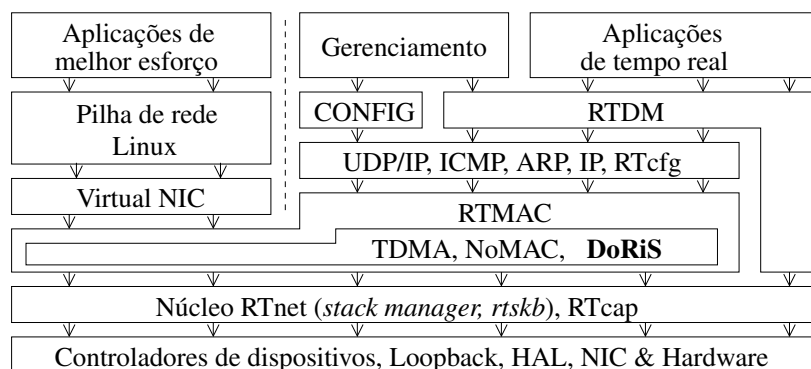 Aplicações de
melhor esforço
Gerenciamento
Aplicações
de tempo real
Pilha de rede
Linux
CONFIG
RTDM
UDP/IP, ICMP, ARP, IP, RTcfg
Virtual NIC
RTMAC
TDMA, NoMAC, DoRiS
Núcleo RTnet (stack manager, rtskb), RTcap
Controladores de dispositivos, Loopback, HAL, NIC & Hardware